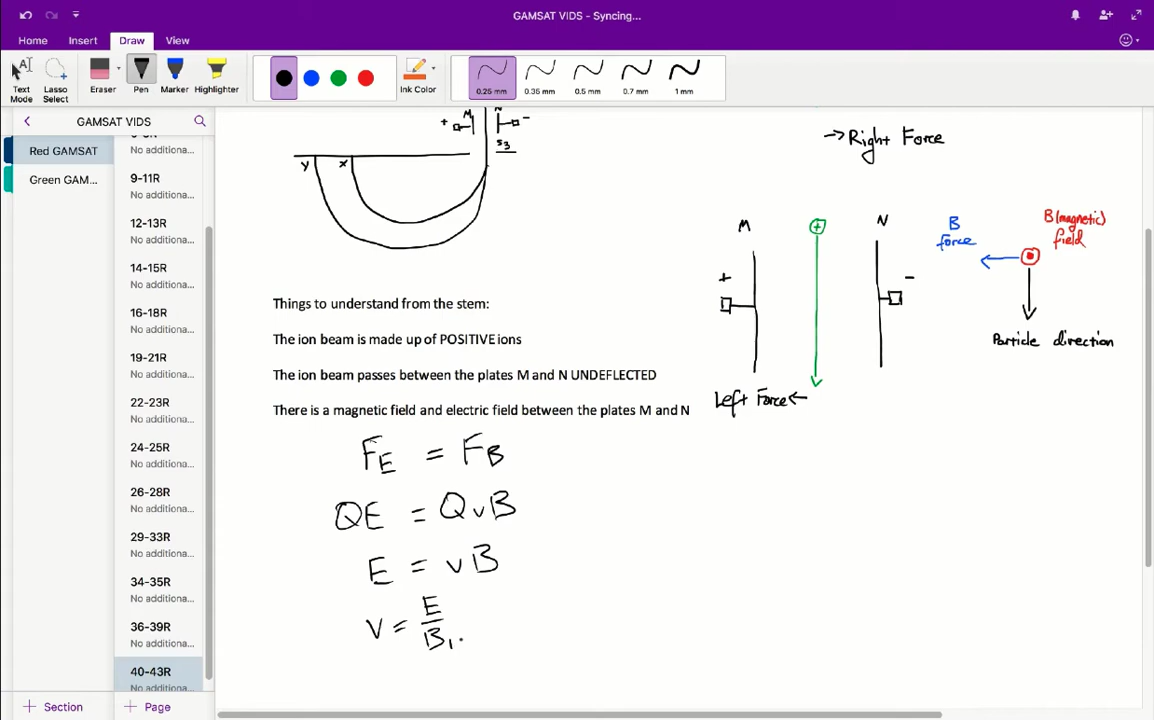 GAMSAT VIDS - Syncing...
Home Insert Draw View
Text Mode
Lasso Select
Eraser
Pen
Marker
Highlighter
Ink Color
0.25 mm
0.35 mm
0.5 mm
0.7 mm
1 mm
GAMSAT VIDS
Red GAMSAT
Green GAM...
No additiona...
9-11R
No additiona...
12-13R
No additiona...
14-15R
No additiona...
16-18R
No additiona...
19-21R
No additiona...
22-23R
No additiona...
24-25R
No additiona...
26-28R
No additiona...
29-33R
No additiona...
34-35R
No additiona...
36-39R
No additiona...
40-43R
No additiona...
+ Section
+ Page
M N
+ -
S3
y x
→ Right Force
M + N
B force
B(magnetic) field
+ -
Particle direction
Left Force ←
Things to understand from the stem:
The ion beam is made up of POSITIVE ions
The ion beam passes between the plates M and N UNDEFLECTED
There is a magnetic field and electric field between the plates M and N
FE = FB
QE = QvB
E = vB
v = E/B1.